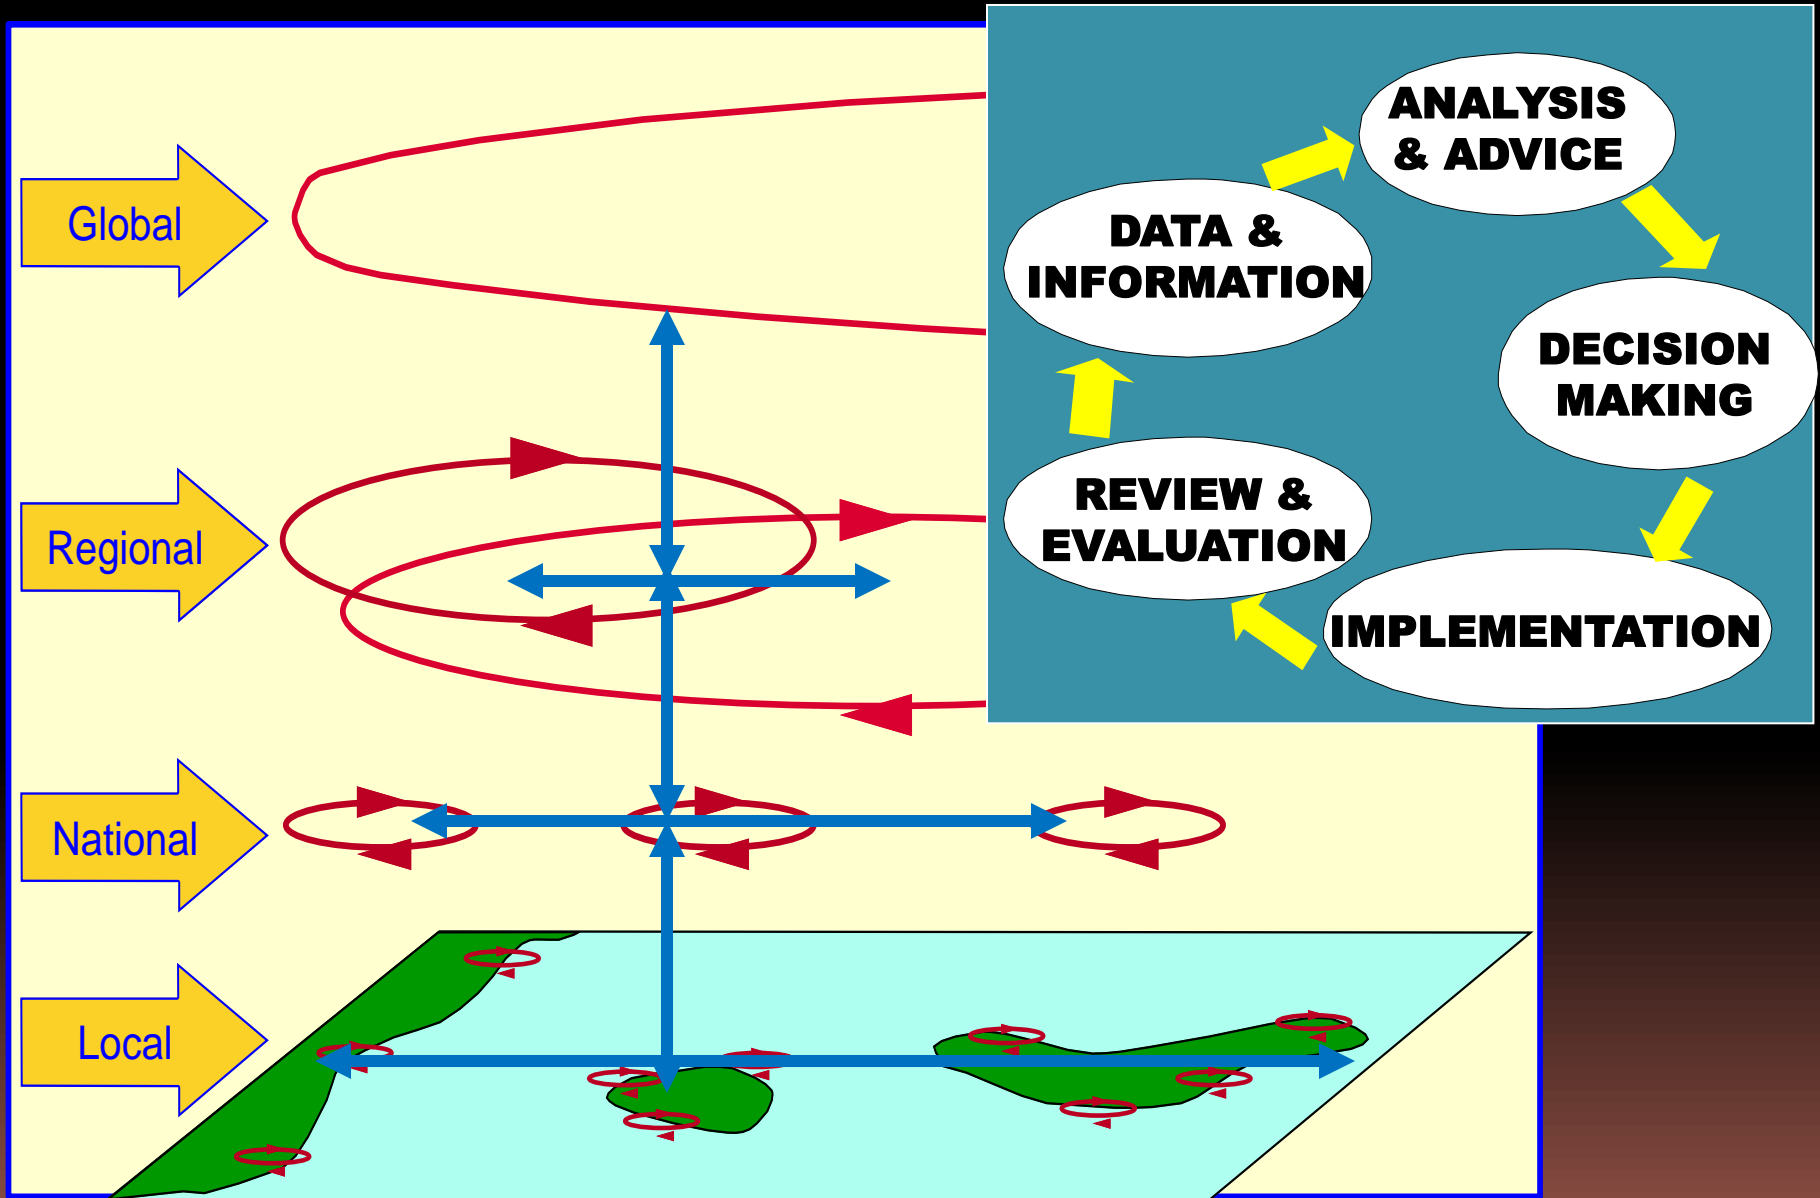 Global
Regional
National
Local
ANALYSIS
& ADVICE
DATA &
INFORMATION
DECISION
MAKING
REVIEW &
EVALUATION
IMPLEMENTATION